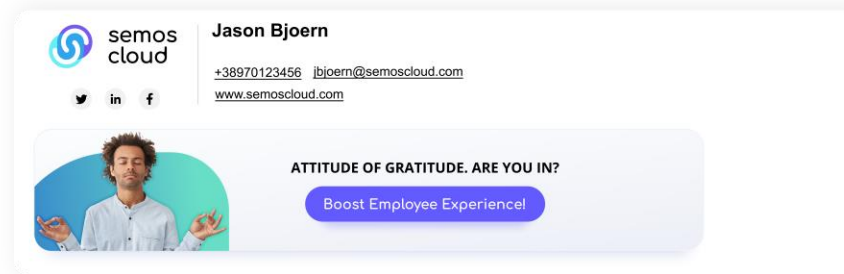 semos
cloud
Jason Bjoern
+38970123456 jbjoern@semoscloud.com
www.semoscloud.com
ATTITUDE OF GRATITUDE. ARE YOU IN?
Boost Employee Experience!